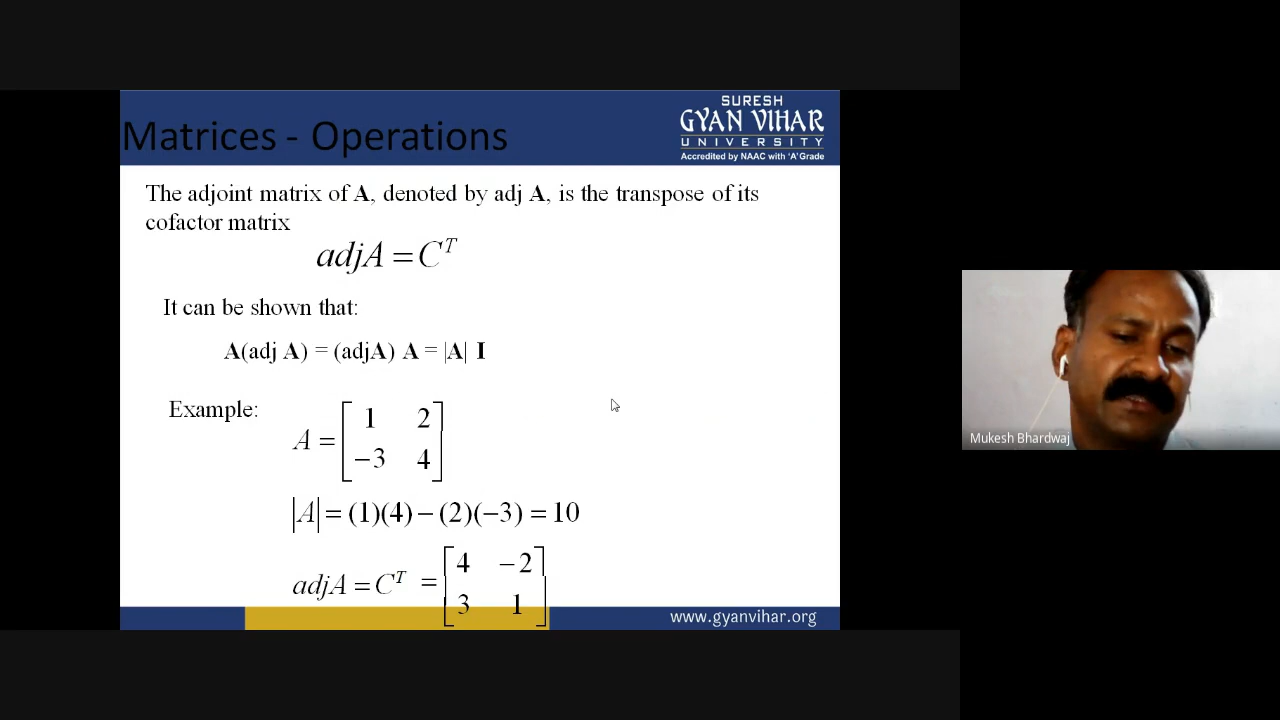 Matrices - Operations
SURESH
GYAN VIHAR
UNIVERSITY
Accredited by NAAC with 'A' Grade
The adjoint matrix of A, denoted by adj A, is the transpose of its
cofactor matrix
adjA = C^T
It can be shown that:
A(adj A) = (adjA) A = |A| I
Example:
A = [1 2
-3 4]
|A| = (1)(4) − (2)(−3) = 10
adjA = C^T = [4 −2
3 1]
www.gyanvihar.org
Mukesh Bhardwaj